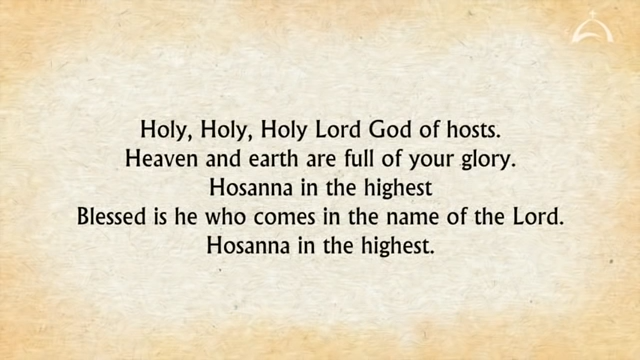 Holy, Holy, Holy Lord God of hosts.
Heaven and earth are full of your glory.
Hosanna in the highest
Blessed is he who comes in the name of the Lord.
Hosanna in the highest.